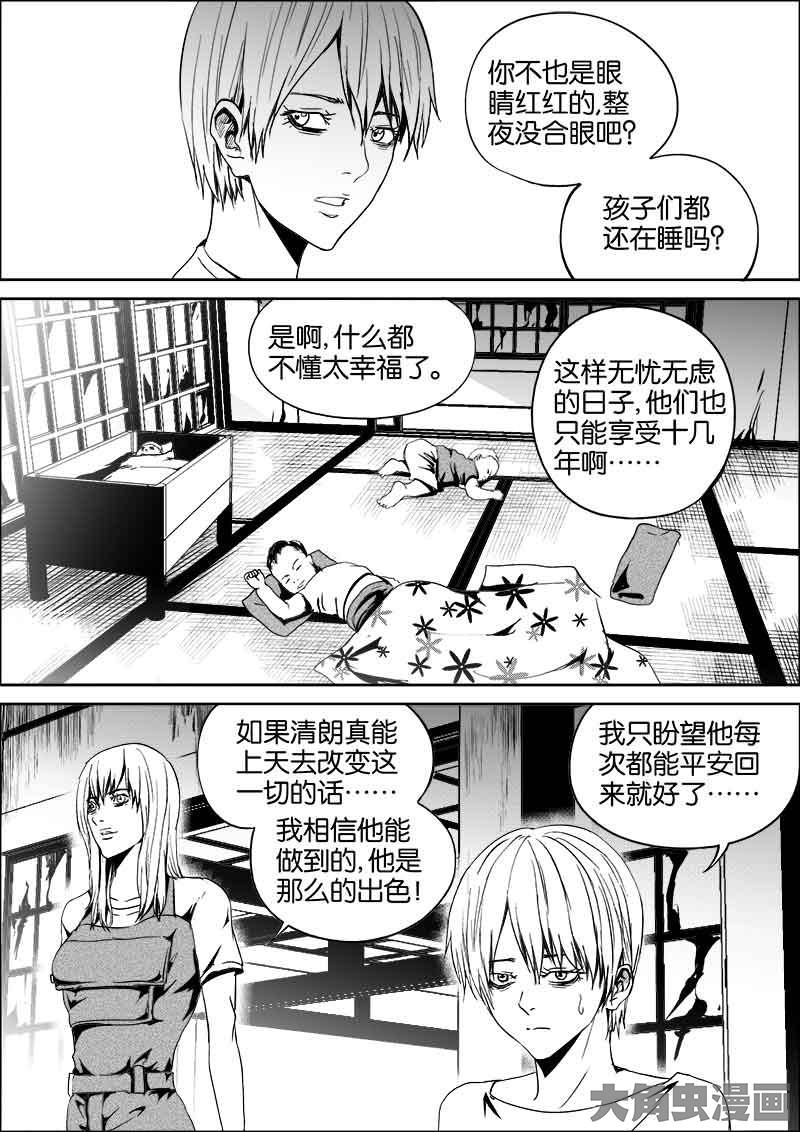 你不也是眼
睛红红的,整
夜没合眼吧?
孩子们都
还在睡吗?
是啊,什么都
不懂太幸福了。
这样无忧无虑
的日子,他们也
只能享受十几
年啊……
如果清朗真能
上天去改变这
一切的话……
我相信他能
做到的,他是
那么的出色!
我只盼望他每
次都能平安回
来就好了……
大角虫漫画